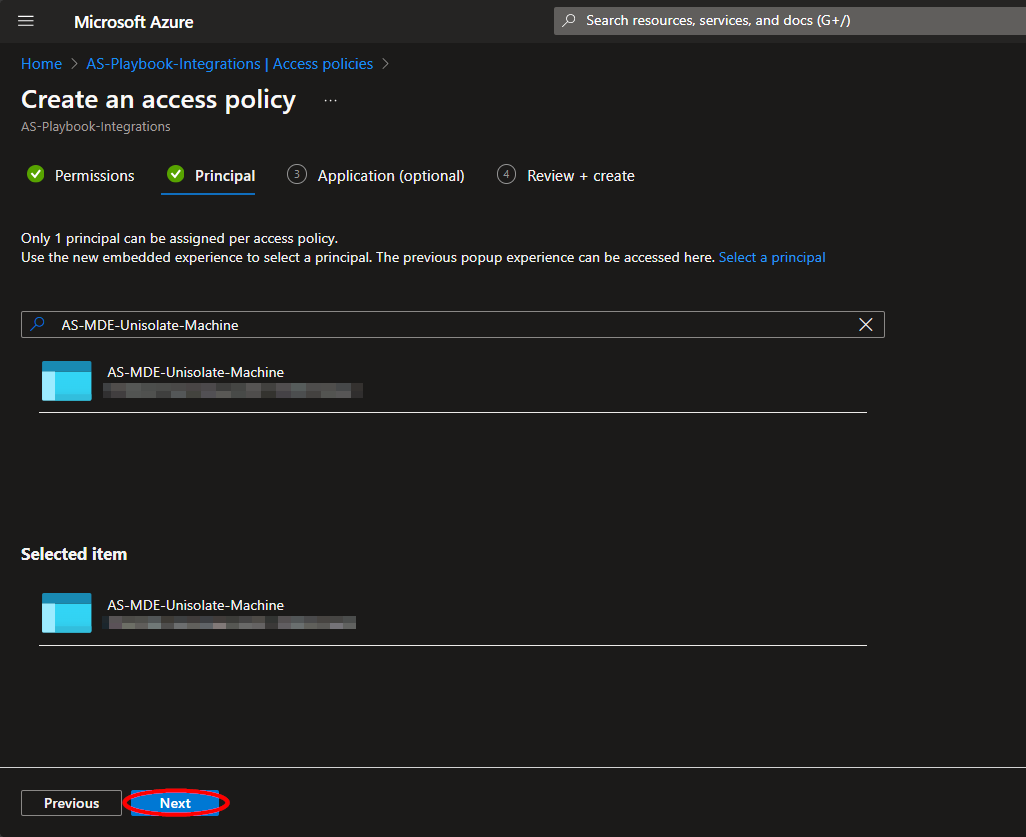 Microsoft Azure
Search resources, services, and docs (G+/)
Home > AS-Playbook-Integrations | Access policies >
Create an access policy ...
AS-Playbook-Integrations
Permissions
Principal
3 Application (optional)
4 Review + create
Only 1 principal can be assigned per access policy.
Use the new embedded experience to select a principal. The previous popup experience can be accessed here. Select a principal
AS-MDE-Unisolate-Machine
AS-MDE-Unisolate-Machine
Selected item
AS-MDE-Unisolate-Machine
Previous
Next